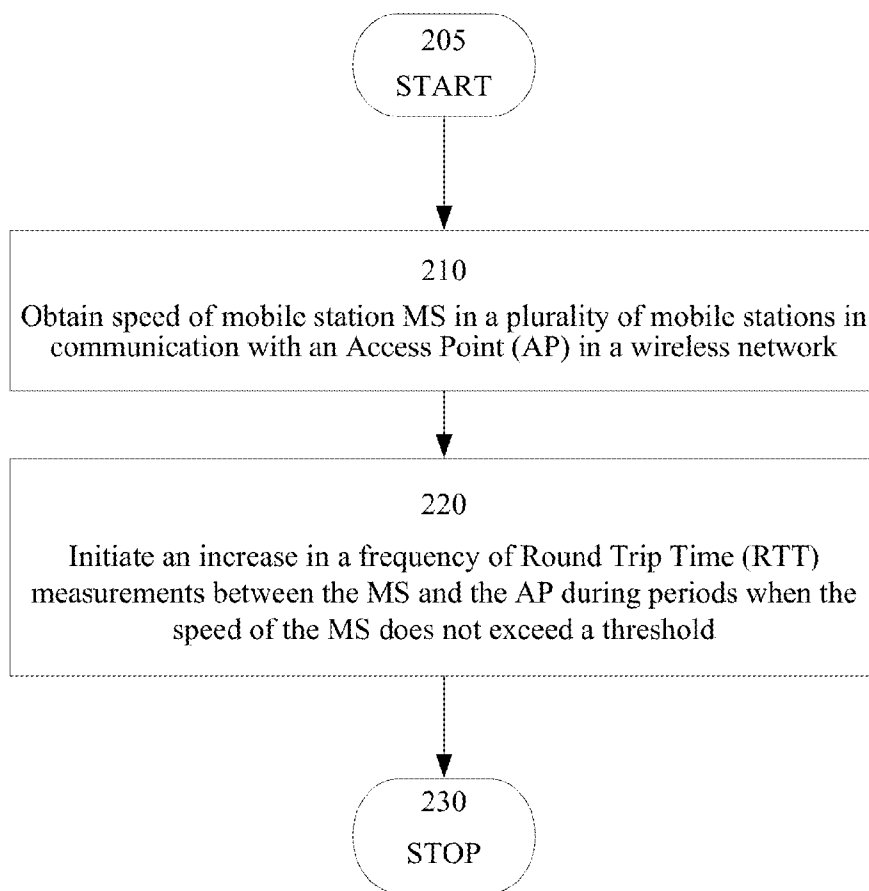 205
START
210
Obtain speed of mobile station MS in a plurality of mobile stations in
communication with an Access Point (AP) in a wireless network
220
Initiate an increase in a frequency of Round Trip Time (RTT)
measurements between the MS and the AP during periods when the
speed of the MS does not exceed a threshold
230
STOP